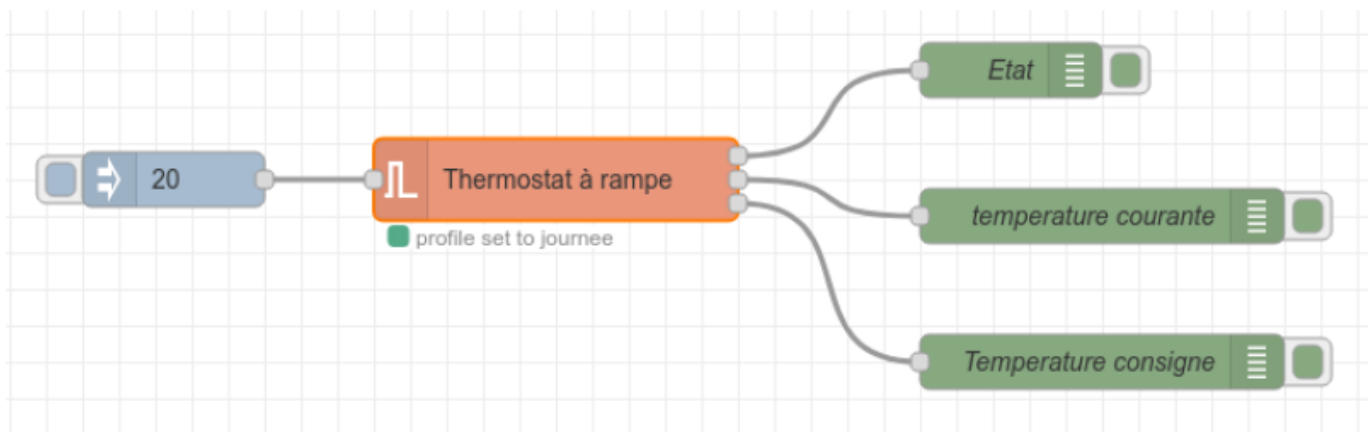 Etat
20
Thermostat à rampe
profile set to journee
temperature courante
Temperature consigne